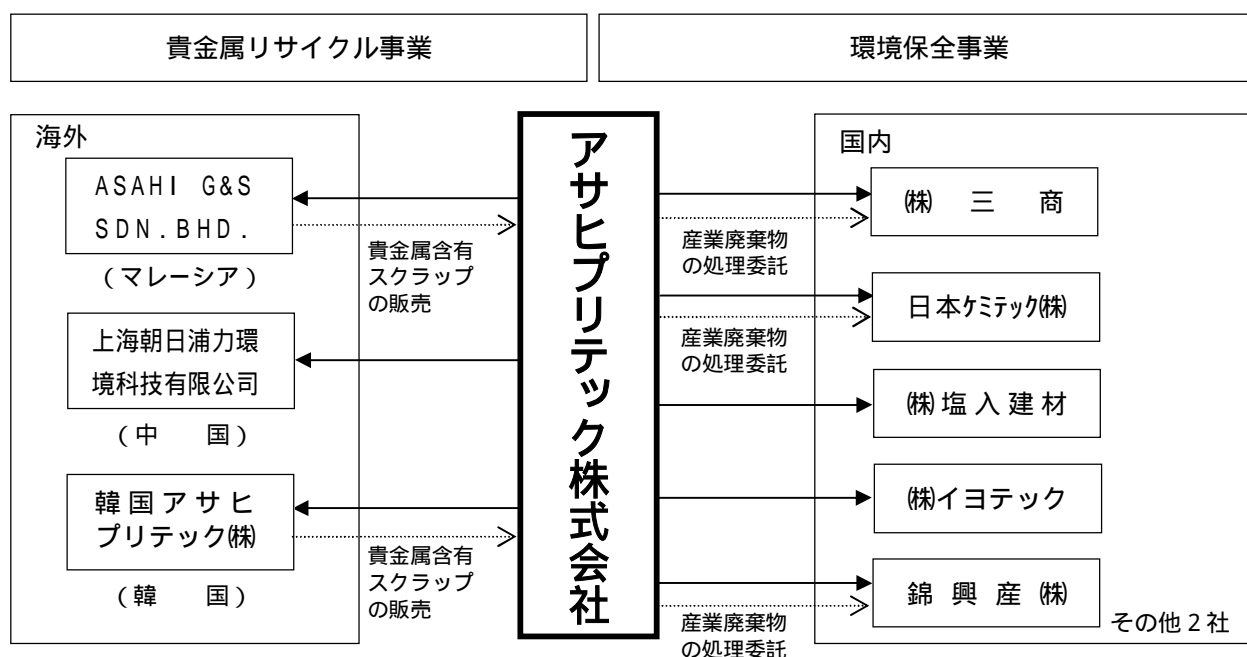 貴金属リサイクル事業
環境保全事業
海外
ASAHI G&S
SDN.BHD.
(マレーシア)
貴金属含有
スクラップ
の販売
上海朝日浦力環
境科技有限公司
(中 国)
韓国アサヒ
プリテック㈱
(韓 国)
貴金属含有
スクラップ
の販売
アサヒプリテック株式会社
国内
㈱ 三 商
産業廃棄物
の処理委託
日本ｹﾐﾃｯｸ㈱
産業廃棄物
の処理委託
㈱塩入建材
㈱イヨテック
錦興産㈱
産業廃棄物
の処理委託
その他2社